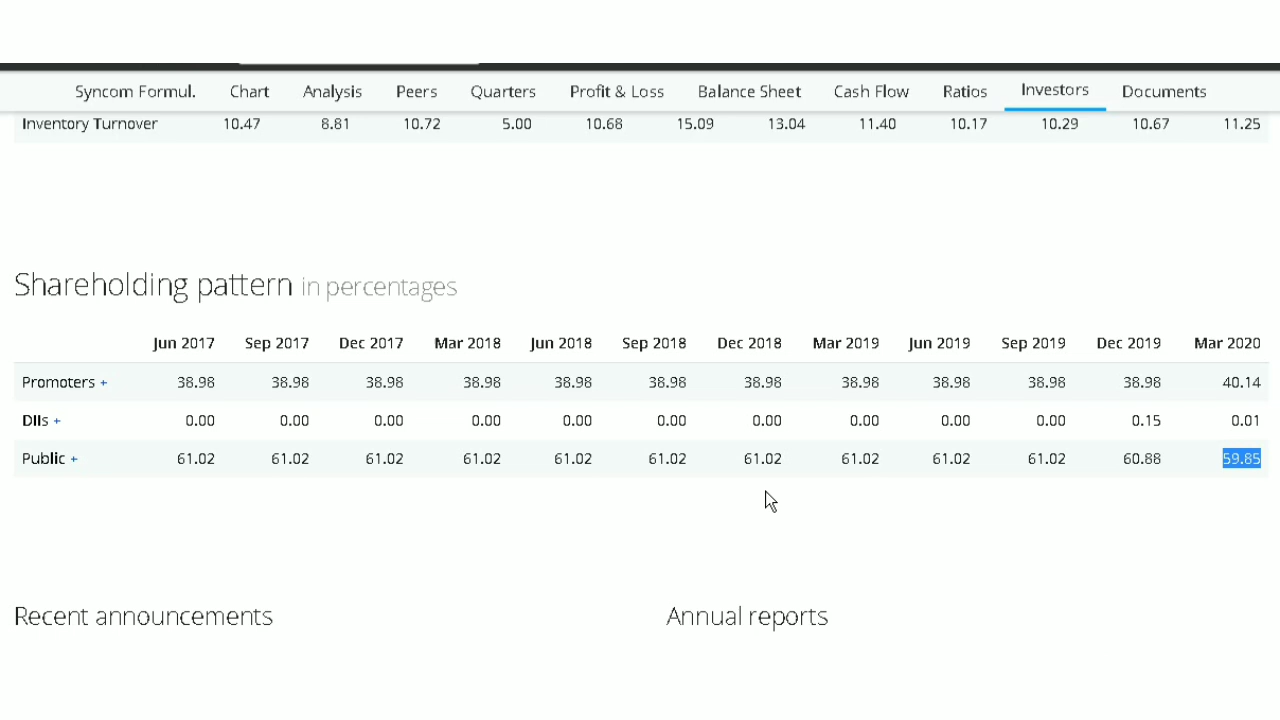 Syncom Formul. Chart Analysis Peers Quarters Profit & Loss Balance Sheet Cash Flow Ratios Investors Documents
Inventory Turnover 10.47 8.81 10.72 5.00 10.68 15.09 13.04 11.40 10.17 10.29 10.67 11.25
Shareholding pattern in percentages
Jun 2017 Sep 2017 Dec 2017 Mar 2018 Jun 2018 Sep 2018 Dec 2018 Mar 2019 Jun 2019 Sep 2019 Dec 2019 Mar 2020
Promoters + 38.98 38.98 38.98 38.98 38.98 38.98 38.98 38.98 38.98 38.98 38.98 40.14
DIIs + 0.00 0.00 0.00 0.00 0.00 0.00 0.00 0.00 0.00 0.00 0.15 0.01
Public + 61.02 61.02 61.02 61.02 61.02 61.02 61.02 61.02 61.02 61.02 60.88 59.85
Recent announcements Annual reports